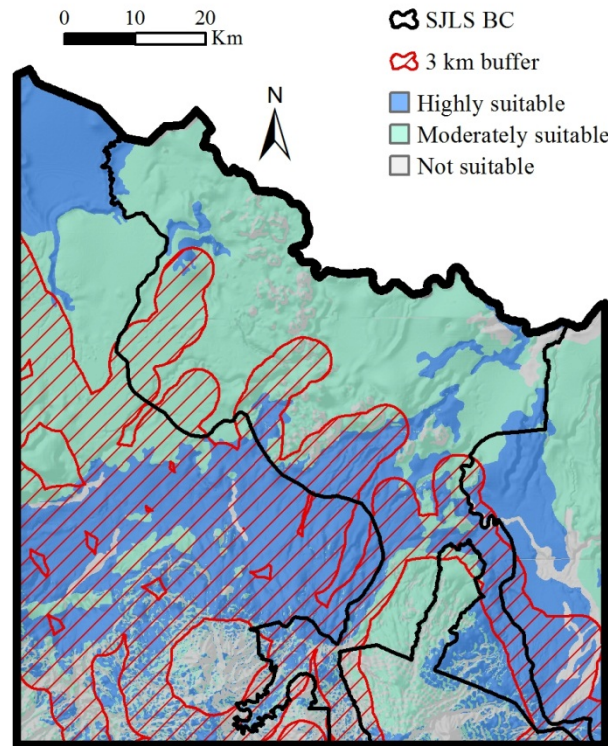 0 10 20
Km
SJLS BC
3 km buffer
Highly suitable
Moderately suitable
Not suitable
N